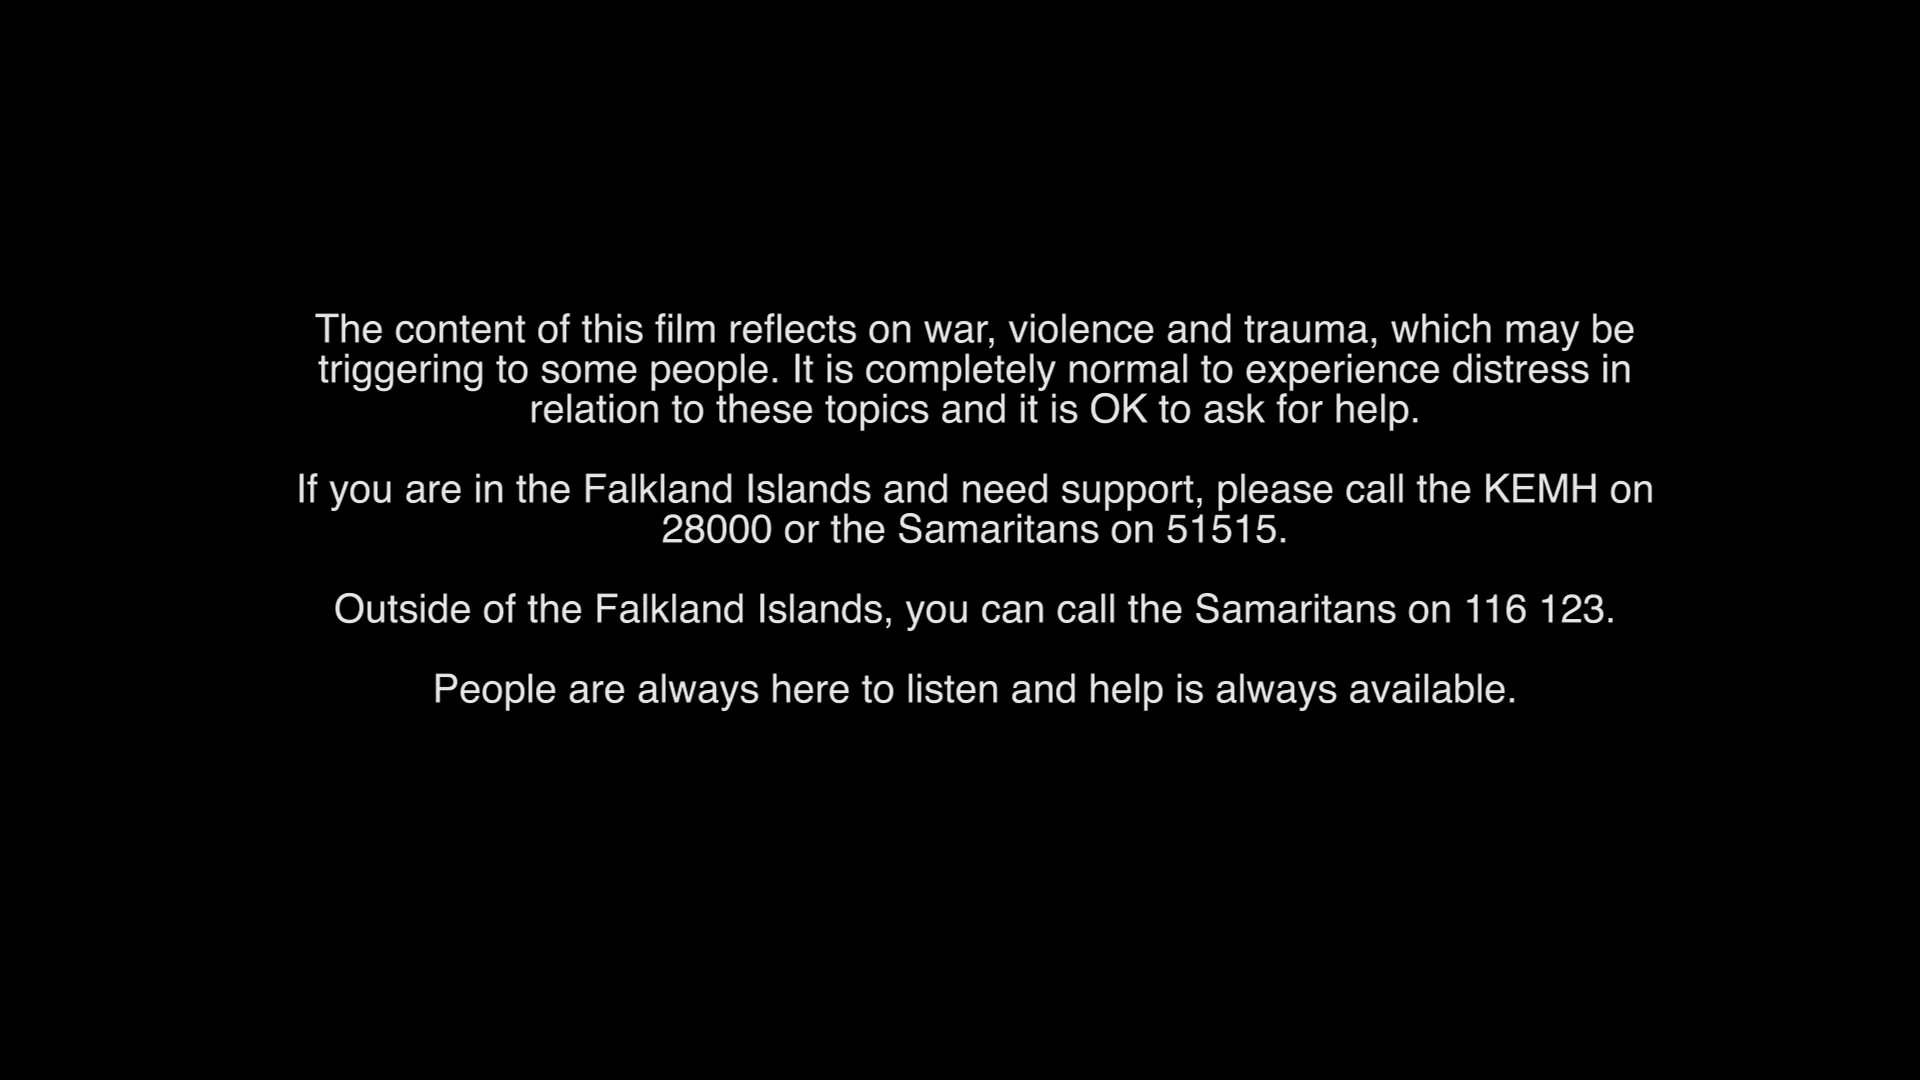 The content of this film reflects on war, violence and trauma, which may be
triggering to some people. It is completely normal to experience distress in
relation to these topics and it is OK to ask for help.
If you are in the Falkland Islands and need support, please call the KEMH on
28000 or the Samaritans on 51515.
Outside of the Falkland Islands, you can call the Samaritans on 116 123.
People are always here to listen and help is always available.